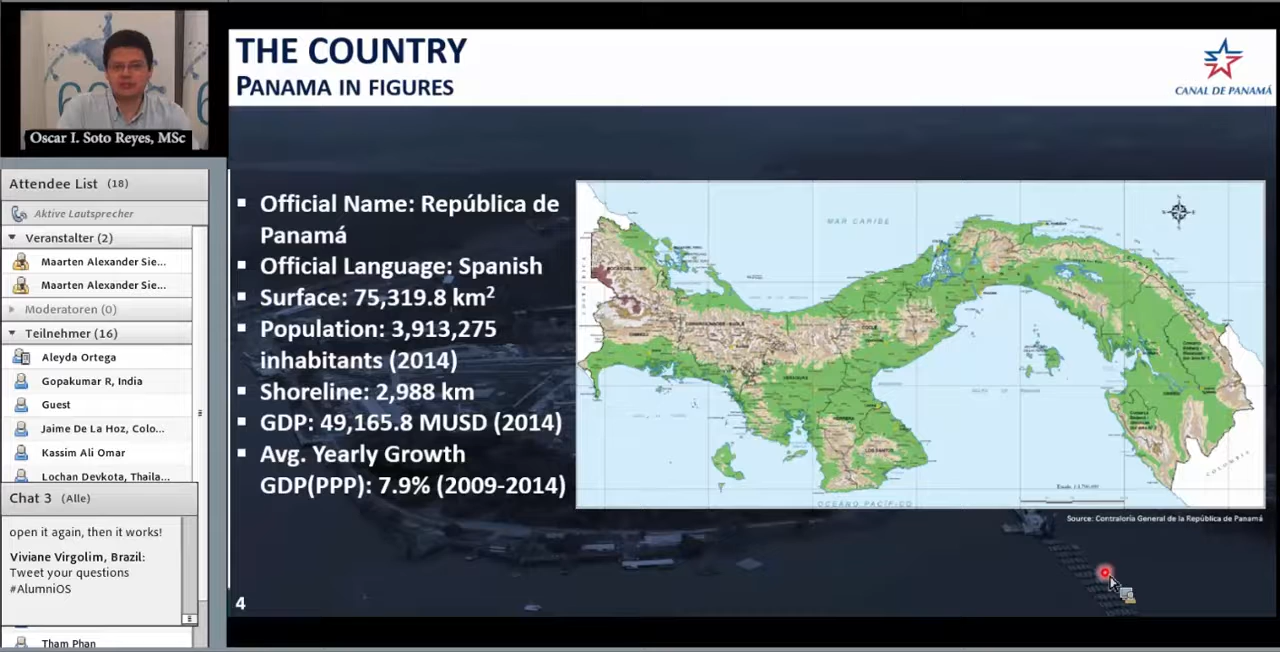 Oscar I. Soto Reyes, MSc
Attendee List (18)
Aktive Lautsprecher
Veranstalter (2)
Maarten Alexander Sie...
Maarten Alexander Sie...
Moderatoren (0)
Teilnehmer (16)
Aleyda Ortega
Gopakumar R, India
Guest
Jaime De La Hoz, Colo...
Kassim Ali Omar
Lochan Devkota, Thaila...
Chat 3 (Alle)
open it again, then it works!
Viviane Virgolim, Brazil:
Tweet your questions
#AlumniOS
Tham Phan
THE COUNTRY
PANAMA IN FIGURES
CANAL DE PANAMÁ
▪ Official Name: República de
Panamá
▪ Official Language: Spanish
▪ Surface: 75,319.8 km²
▪ Population: 3,913,275
inhabitants (2014)
▪ Shoreline: 2,988 km
▪ GDP: 49,165.8 MUSD (2014)
▪ Avg. Yearly Growth
GDP(PPP): 7.9% (2009-2014)
MAR CARIBE
COSTA RICA
LOS SANTOS
COLOMBIA
OCEANO PACÍFICO
Source: Contraloría General de la República de Panamá
4